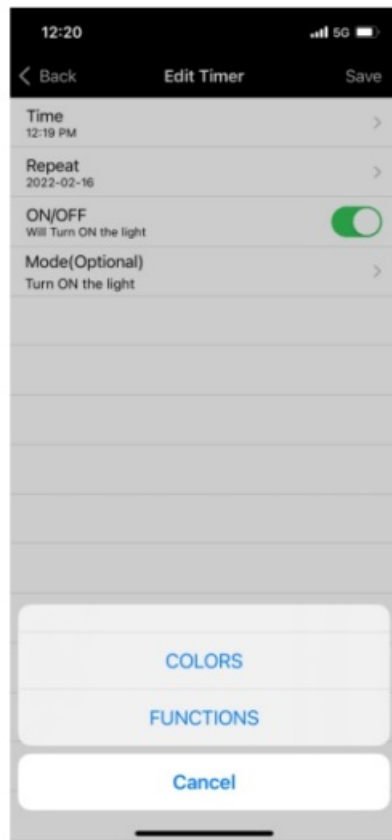 12:20 5G
Back Edit Timer Save
Time
12:19 PM
Repeat
2022-02-16
ON/OFF
Will Turn ON the light
Mode(Optional)
Turn ON the light
COLORS
FUNCTIONS
Cancel